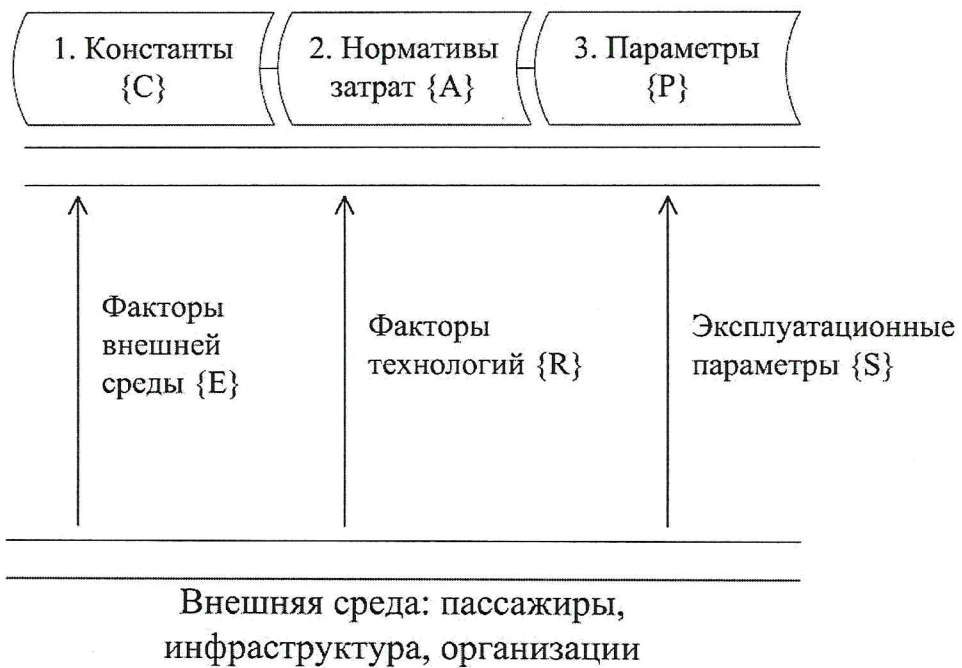 1. Константы
{C}
2. Нормативы
затрат {A}
3. Параметры
{P}
Факторы
внешней
среды {E}
Факторы
технологий {R}
Эксплуатационные
параметры {S}
Внешняя среда: пассажиры,
инфраструктура, организации